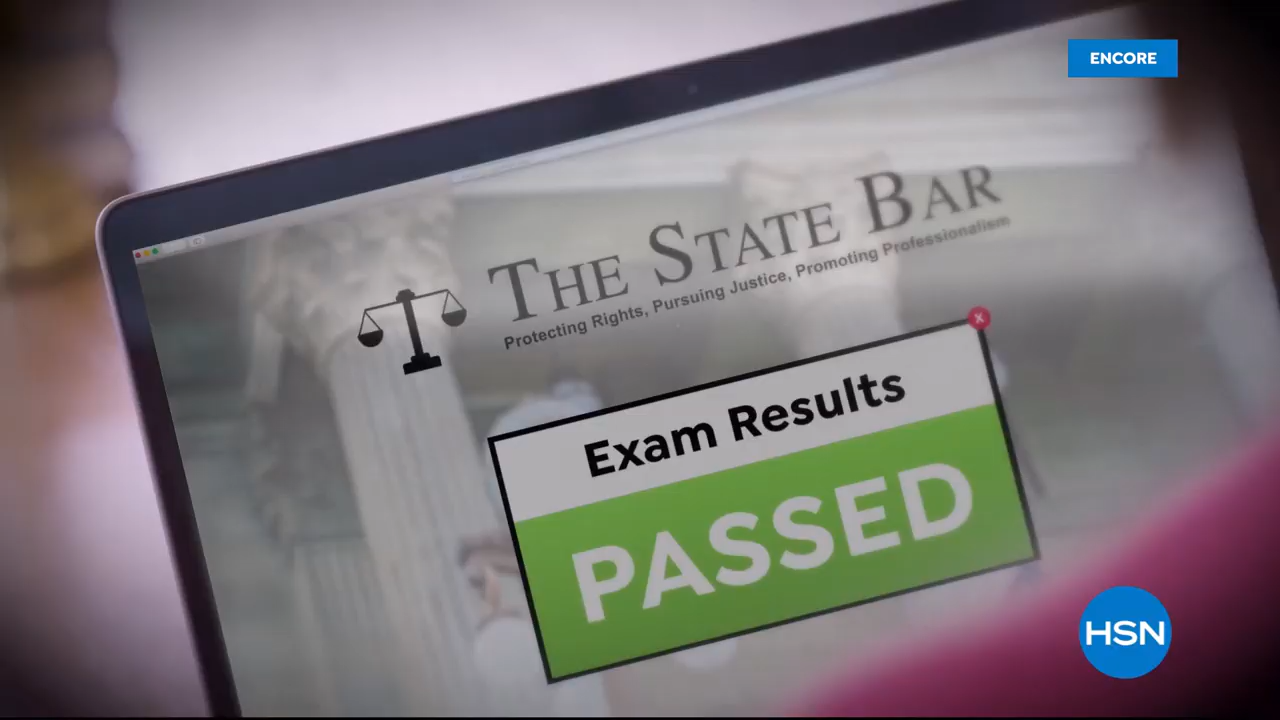 ENCORE
THE STATE BAR
Protecting Rights, Pursuing Justice, Promoting Professionalism
X
Exam Results
PASSED
HSN